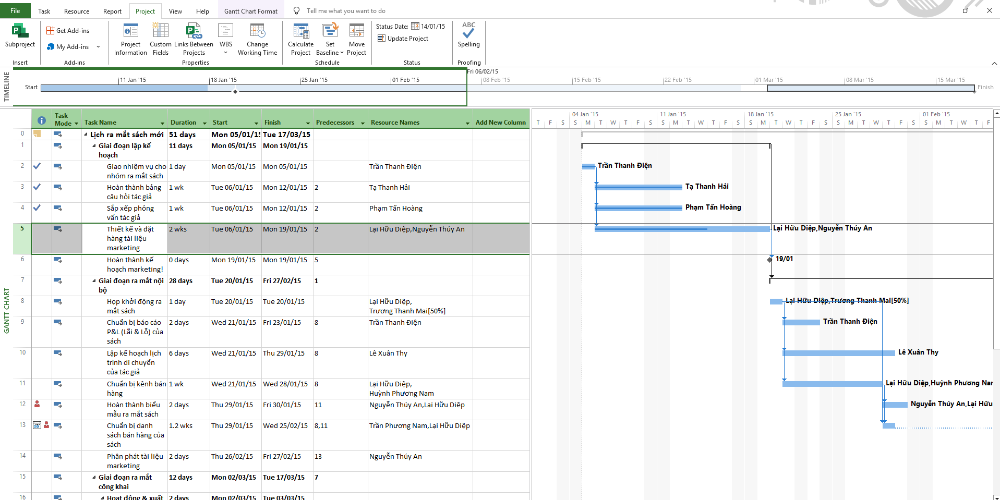 File Task Resource Report Project View Help Gantt Chart Format Tell me what you want to do
Subproject
Insert
Get Add-ins
My Add-ins
Add-ins
Project Information
Custom Fields
Links Between Projects
WBS
Change Working Time
Properties
Calculate Project
Set Baseline
Move Project
Schedule
Status Date: 14/01/15
Update Project
Status
ABC
Spelling
Proofing
TIMELINE
Fri 06/02/15
11 Jan '15 18 Jan '15 25 Jan '15 01 Feb '15 08 Feb '15 15 Feb '15 22 Feb '15 01 Mar '15 08 Mar '15 15 Mar '15
Start Finish
GANTT CHART
Task Mode Task Name Duration Start Finish Predecessors Resource Names Add New Column
0 Lịch ra mắt sách mới 51 days Mon 05/01/15 Tue 17/03/15
1 Giai đoạn lập kế 11 days Mon 05/01/15 Mon 19/01/15
hoạch
2 Giao nhiệm vụ cho 1 day Mon 05/01/15 Mon 05/01/15 Trần Thanh Điện
nhóm ra mắt sách
3 Hoàn thành bảng 1 wk Tue 06/01/15 Mon 12/01/15 2 Tạ Thanh Hải
câu hỏi tác giả
4 Sắp xếp phỏng 1 wk Tue 06/01/15 Mon 12/01/15 2 Phạm Tấn Hoàng
vấn tác giả
5 Thiết kế và đặt 2 wks Tue 06/01/15 Mon 19/01/15 2 Lại Hữu Diệp,Nguyễn Thúy An
hàng tài liệu
marketing
6 Hoàn thành kế 0 days Mon 19/01/15 Mon 19/01/15 5
hoạch marketing!
7 Giai đoạn ra mắt nội 28 days Tue 20/01/15 Fri 27/02/15 1
bộ
8 Họp khởi động ra 1 day Tue 20/01/15 Tue 20/01/15 Lại Hữu Diệp,
mắt sách Trương Thanh Mai[50%]
9 Chuẩn bị báo cáo 2 days Wed 21/01/15 Fri 23/01/15 8 Trần Thanh Điện
P&L (Lãi & Lỗ) của
sách
10 Lập kế hoạch lịch 6 days Wed 21/01/15 Thu 29/01/15 8 Lê Xuân Thy
trình di chuyển
của tác giả
11 Chuẩn bị kênh bán 1 wk Wed 21/01/15 Wed 28/01/15 8 Lại Hữu Diệp,
hàng Huỳnh Phương Nam
12 Hoàn thành biểu 2 days Thu 29/01/15 Fri 30/01/15 11 Nguyễn Thúy An,Lại Hữu Diệp
mẫu ra mắt sách
13 Chuẩn bị danh 1.2 wks Thu 29/01/15 Wed 25/02/15 8,11 Trần Phương Nam,Lại Hữu Diệp
sách bán hàng của
sách
14 Phân phát tài liệu 2 days Thu 26/02/15 Fri 27/02/15 13 Nguyễn Thúy An
marketing
15 Giai đoạn ra mắt 12 days Mon 02/03/15 Tue 17/03/15 7
công khai
16 Hoạt động & xuất 2 days Mon 02/03/15 Tue 03/03/15
04 Jan '15 11 Jan '15 18 Jan '15 25 Jan '15 01 Feb '15
T F S S M T W T F S S M T W T F S S M T W T F S S M T W T F S S M T W T F
Trần Thanh Điện
Tạ Thanh Hải
Phạm Tấn Hoàng
Lại Hữu Diệp,Nguyễn Thúy An
19/01
Lại Hữu Diệp,Trương Thanh Mai[50%]
Trần Thanh Điện
Lê Xuân Thy
Lại Hữu Diệp,Huỳnh Phương Nam
Nguyễn Thúy An,Lại Hữu